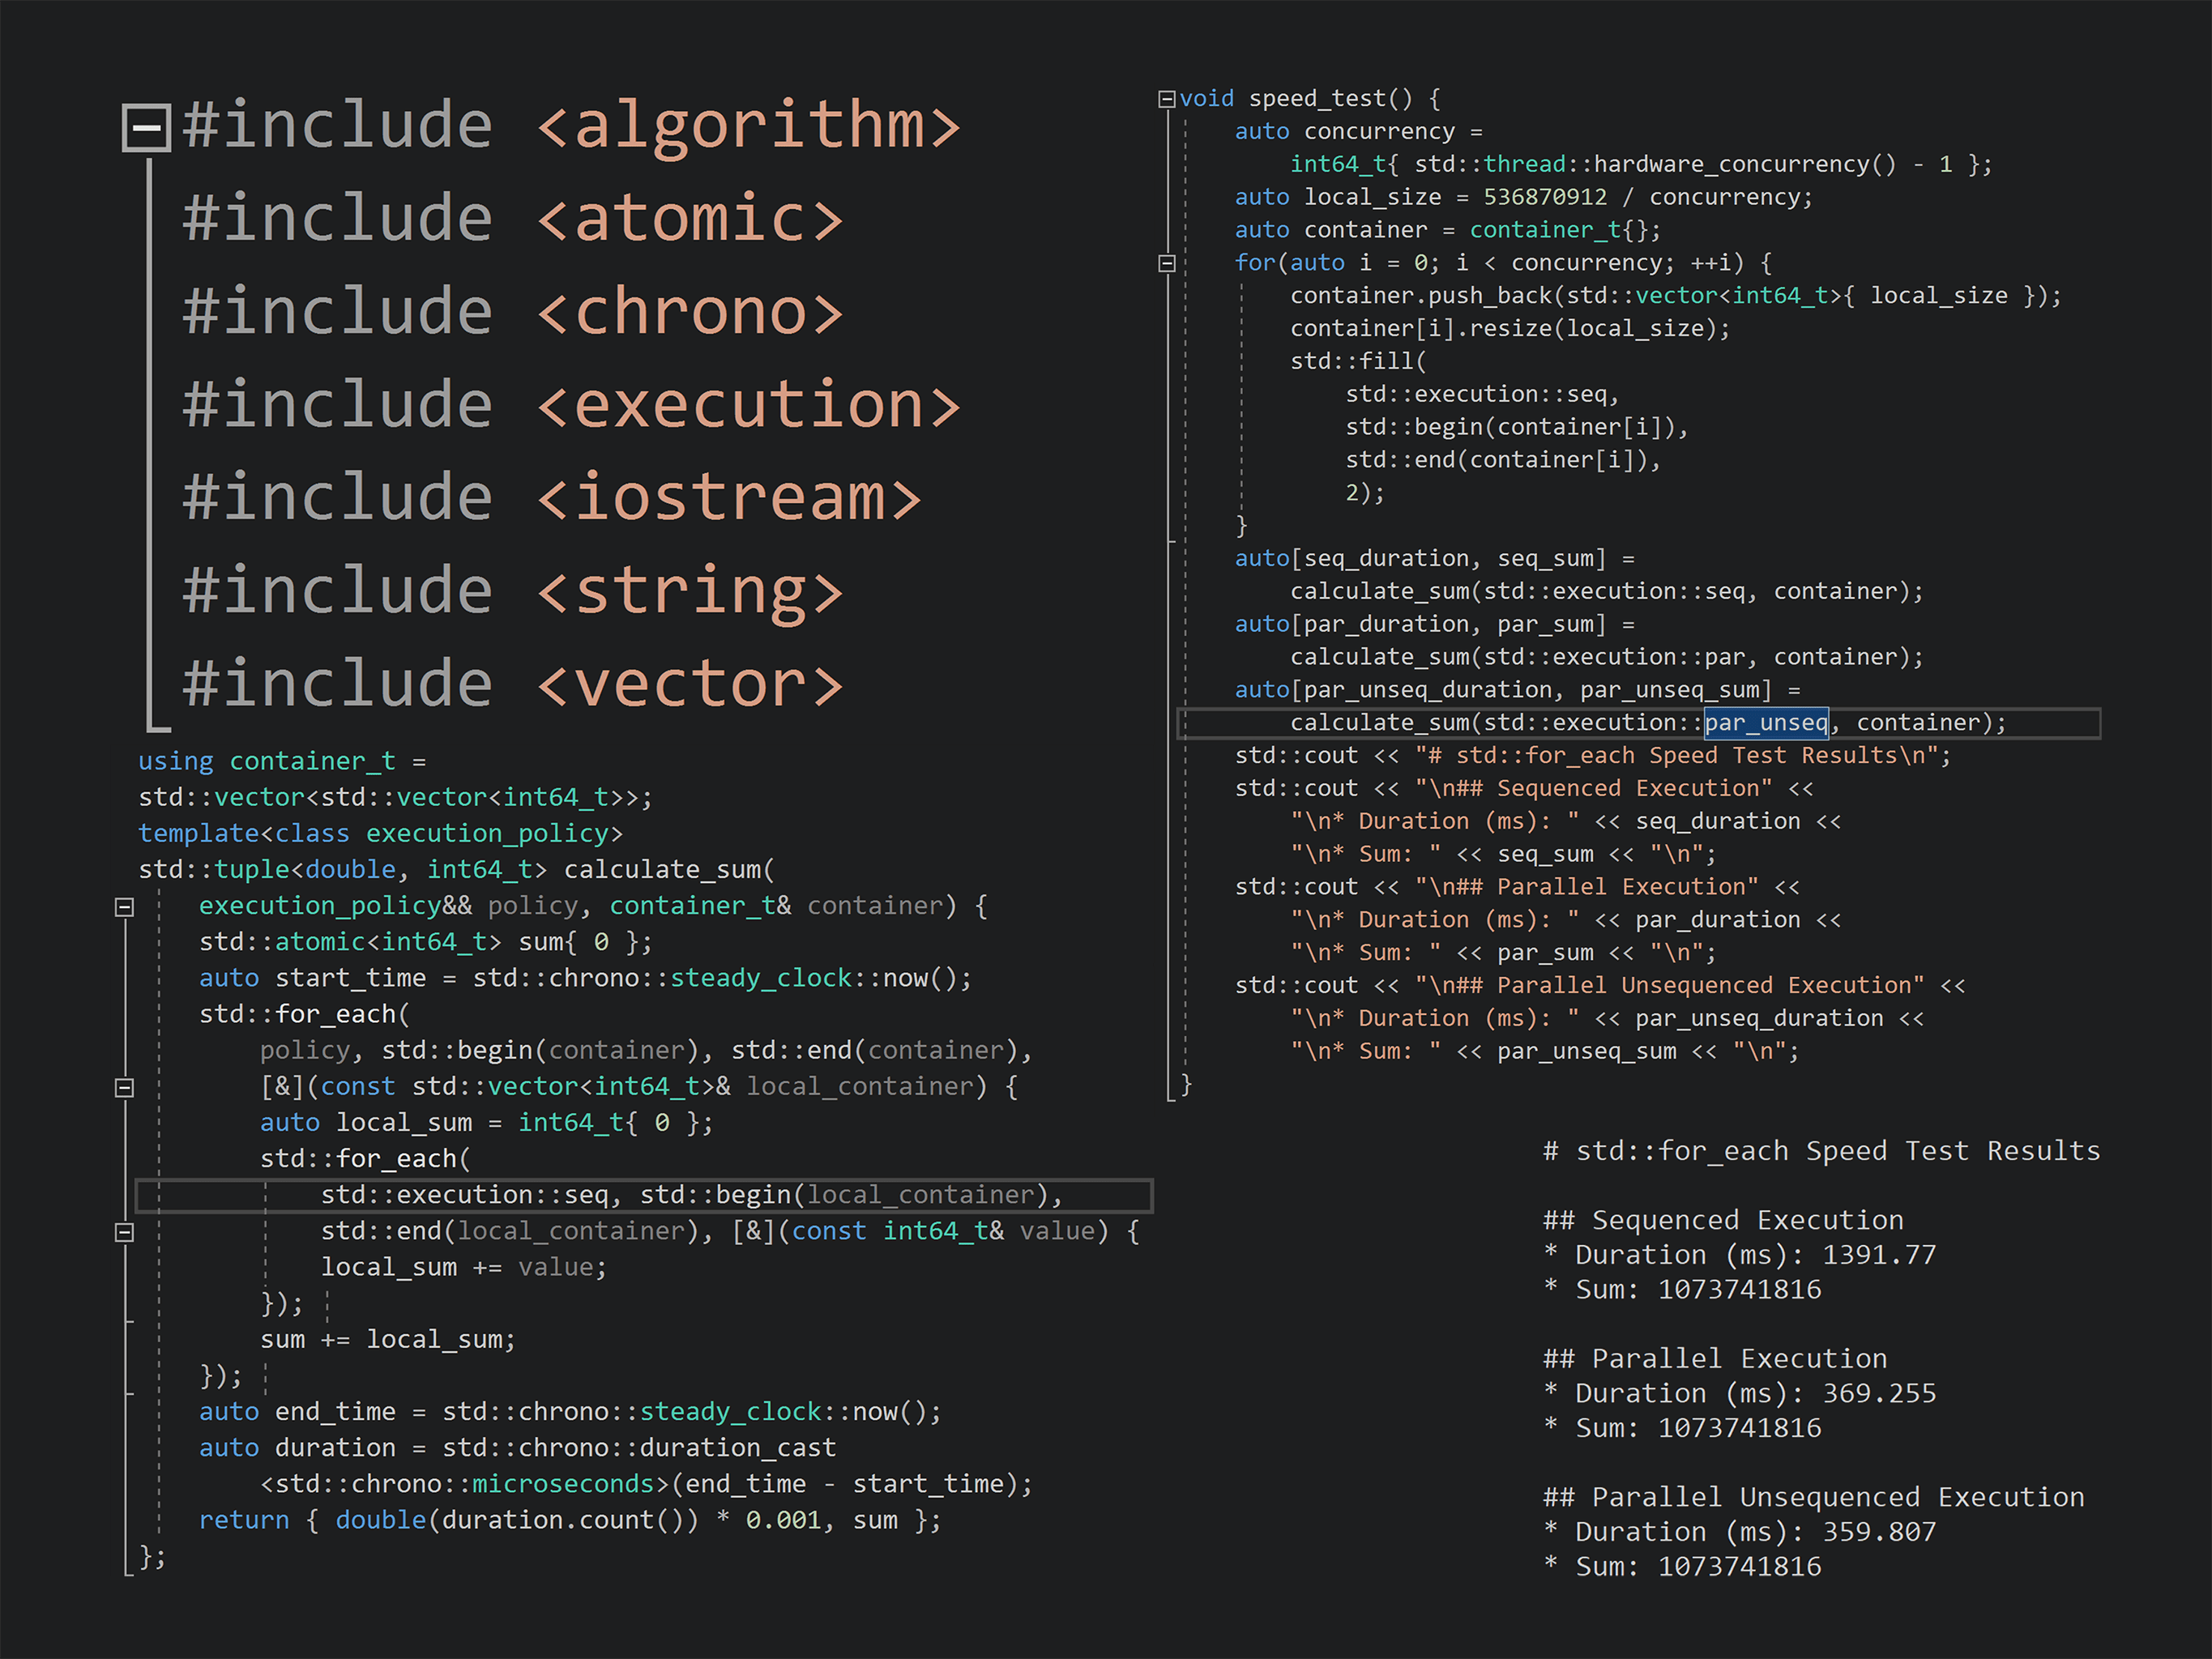 #include <algorithm>
#include <atomic>
#include <chrono>
#include <execution>
#include <iostream>
#include <string>
#include <vector>
using container_t =
std::vector<std::vector<int64_t>>;
template<class execution_policy>
std::tuple<double, int64_t> calculate_sum(
    execution_policy&& policy, container_t& container) {
    std::atomic<int64_t> sum{ 0 };
    auto start_time = std::chrono::steady_clock::now();
    std::for_each(
        policy, std::begin(container), std::end(container),
        [&](const std::vector<int64_t>& local_container) {
        auto local_sum = int64_t{ 0 };
        std::for_each(
            std::execution::seq, std::begin(local_container),
            std::end(local_container), [&](const int64_t& value) {
            local_sum += value;
        });
        sum += local_sum;
    });
    auto end_time = std::chrono::steady_clock::now();
    auto duration = std::chrono::duration_cast
        <std::chrono::microseconds>(end_time - start_time);
    return { double(duration.count()) * 0.001, sum };
};
void speed_test() {
    auto concurrency =
        int64_t{ std::thread::hardware_concurrency() - 1 };
    auto local_size = 536870912 / concurrency;
    auto container = container_t{};
    for(auto i = 0; i < concurrency; ++i) {
        container.push_back(std::vector<int64_t>{ local_size });
        container[i].resize(local_size);
        std::fill(
            std::execution::seq,
            std::begin(container[i]),
            std::end(container[i]),
            2);
    }
    auto[seq_duration, seq_sum] =
        calculate_sum(std::execution::seq, container);
    auto[par_duration, par_sum] =
        calculate_sum(std::execution::par, container);
    auto[par_unseq_duration, par_unseq_sum] =
        calculate_sum(std::execution::par_unseq, container);
    std::cout << "# std::for_each Speed Test Results\n";
    std::cout << "\n## Sequenced Execution" <<
        "\n* Duration (ms): " << seq_duration <<
        "\n* Sum: " << seq_sum << "\n";
    std::cout << "\n## Parallel Execution" <<
        "\n* Duration (ms): " << par_duration <<
        "\n* Sum: " << par_sum << "\n";
    std::cout << "\n## Parallel Unsequenced Execution" <<
        "\n* Duration (ms): " << par_unseq_duration <<
        "\n* Sum: " << par_unseq_sum << "\n";
}
# std::for_each Speed Test Results
## Sequenced Execution
* Duration (ms): 1391.77
* Sum: 1073741816
## Parallel Execution
* Duration (ms): 369.255
* Sum: 1073741816
## Parallel Unsequenced Execution
* Duration (ms): 359.807
* Sum: 1073741816